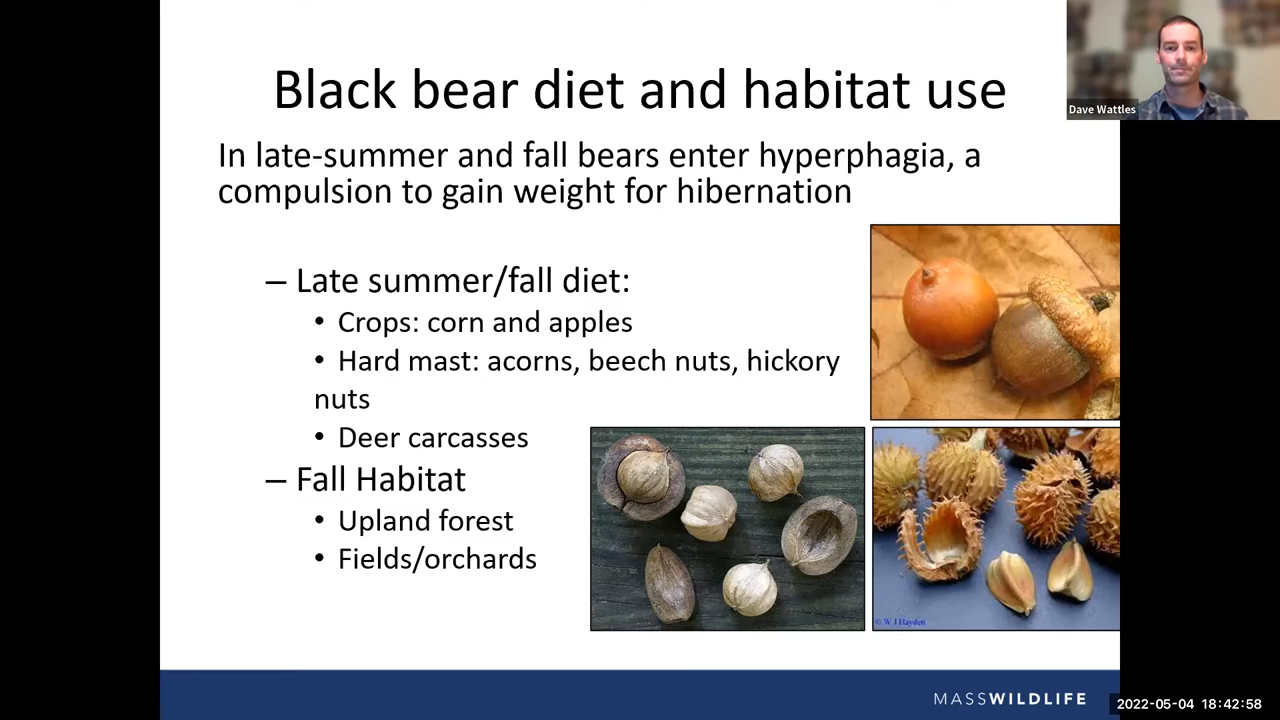 Black bear diet and habitat use
Dave Wattles
In late-summer and fall bears enter hyperphagia, a
compulsion to gain weight for hibernation
– Late summer/fall diet:
• Crops: corn and apples
• Hard mast: acorns, beech nuts, hickory
nuts
• Deer carcasses
– Fall Habitat
• Upland forest
• Fields/orchards
© W J Hayden
MASSWILDLIFE
2022-05-04 18:42:58